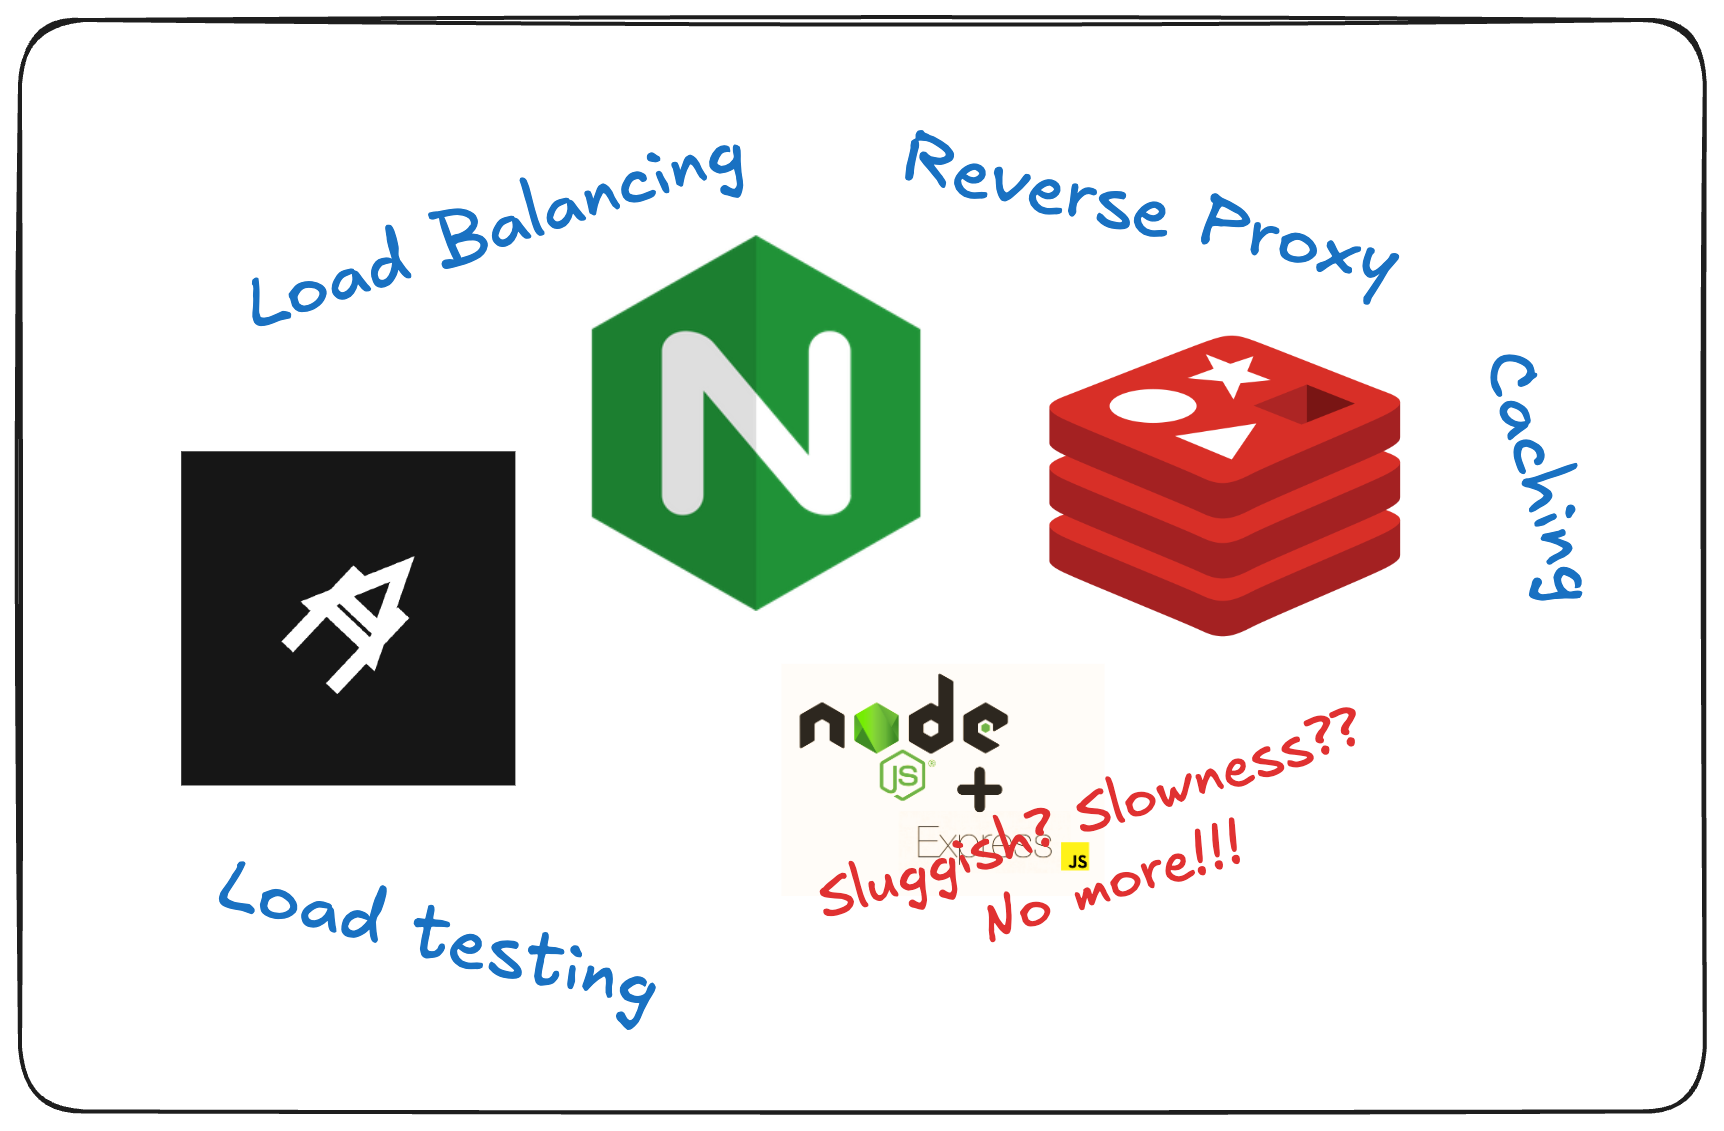 Load Balancing
Reverse Proxy
Caching
N
node
JS
®
+
Express
JS
Sluggish? Slowness??
No more!!!
Load testing